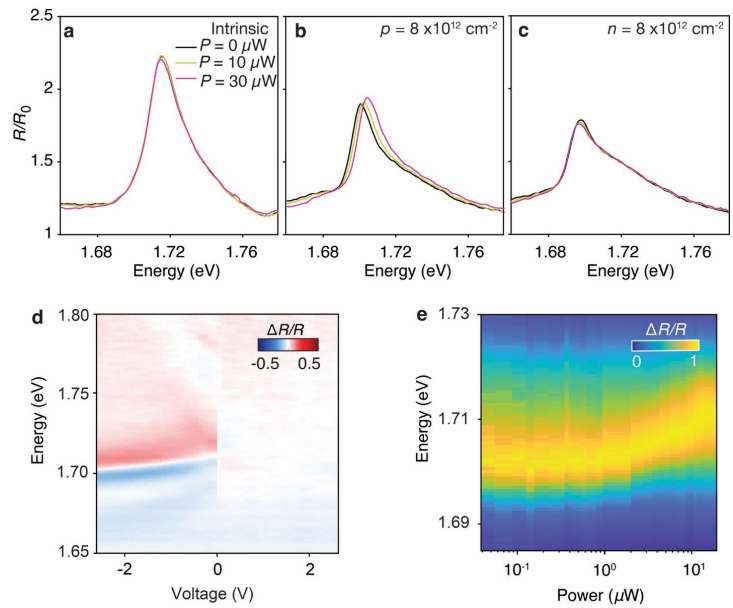 a Intrinsic
P = 0 µW
P = 10 µW
P = 30 µW
b p = 8 x10¹² cm⁻²
c n = 8 x10¹² cm⁻²
R/R₀
2.5
2
1.5
1
1.68 1.72 1.76
1.68 1.72 1.76
1.68 1.72 1.76
Energy (eV)
Energy (eV)
Energy (eV)
d
ΔR/R
-0.5 0.5
Energy (eV)
1.80
1.75
1.70
1.65
-2 0 2
Voltage (V)
e
ΔR/R
0 1
Energy (eV)
1.73
1.71
1.69
10⁻¹ 10⁰ 10¹
Power (µW)